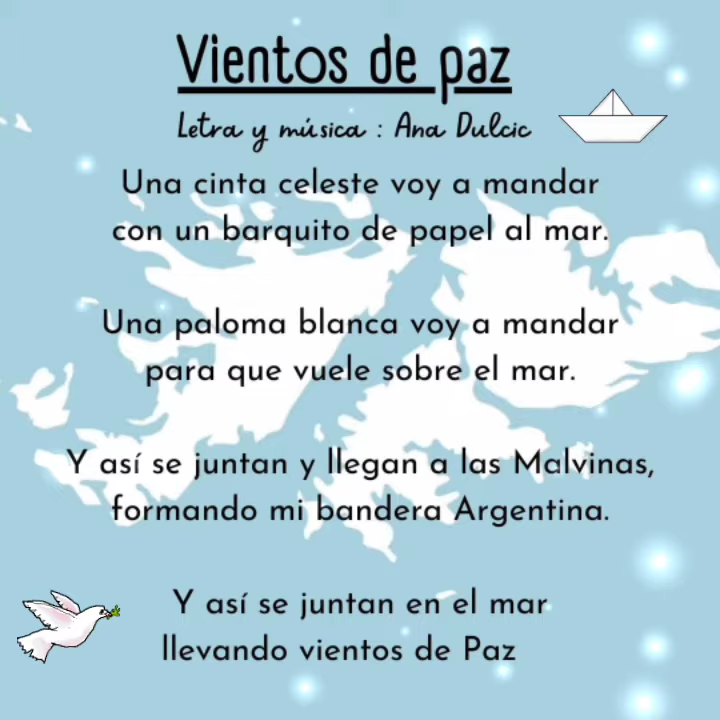 Vientos de paz
Letra y música : Ana Dulcic
Una cinta celeste voy a mandar
con un barquito de papel al mar.
Una paloma blanca voy a mandar
para que vuele sobre el mar.
Y así se juntan y llegan a las Malvinas,
formando mi bandera Argentina.
Y así se juntan en el mar
llevando vientos de Paz